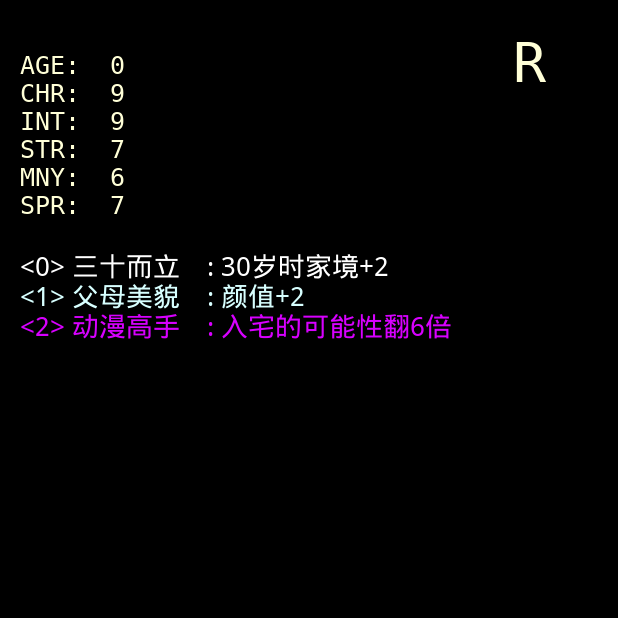 R
AGE: 0
CHR: 9
INT: 9
STR: 7
MNY: 6
SPR: 7
<0> 三十而立 : 30岁时家境+2
<1> 父母美貌 : 颜值+2
<2> 动漫高手 : 入宅的可能性翻6倍